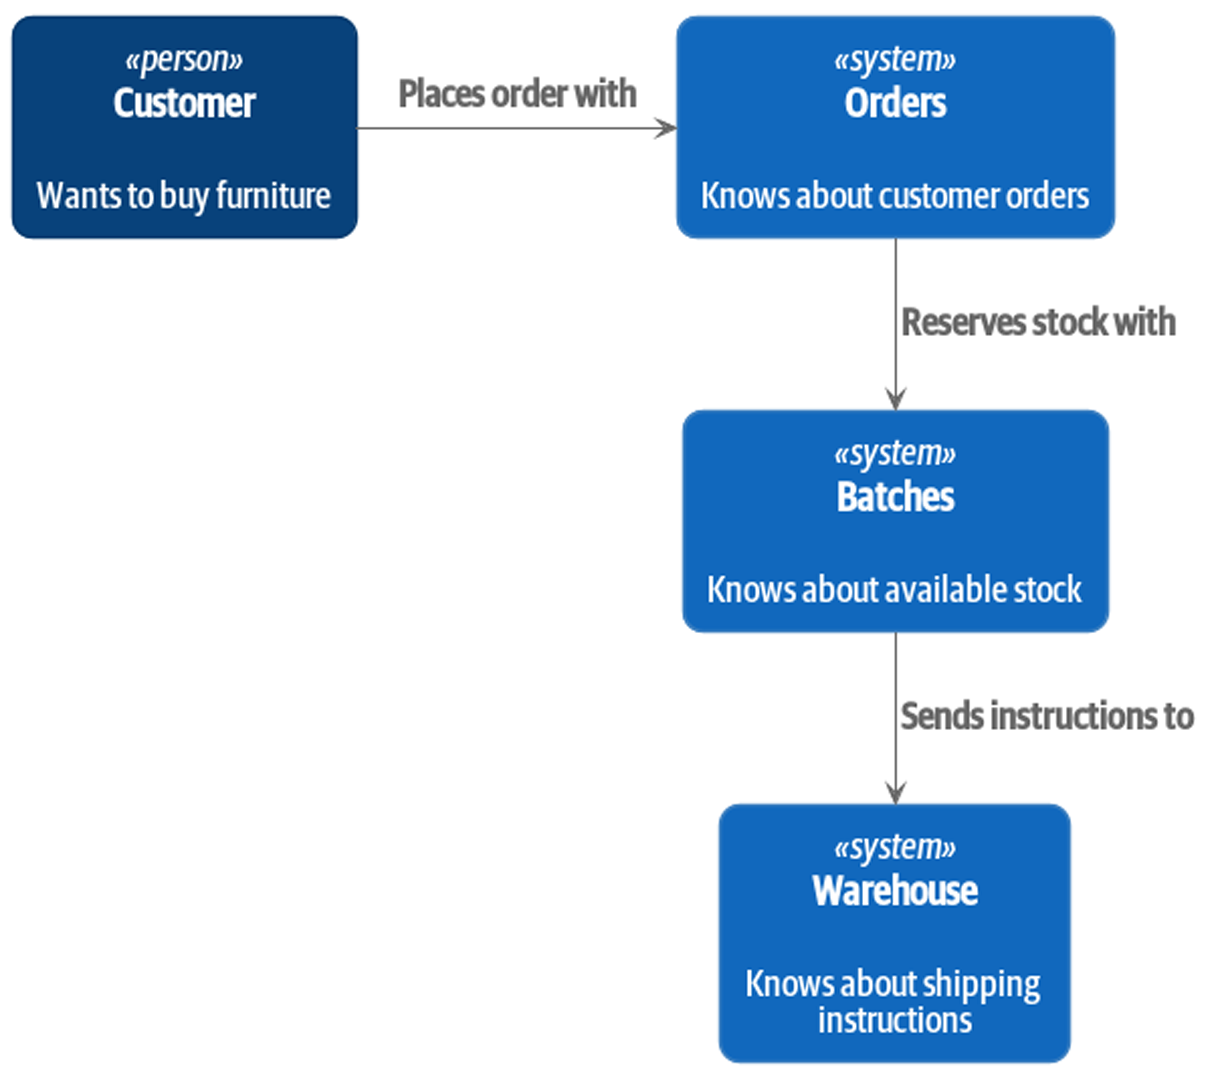 «person»
Customer
Wants to buy furniture
Places order with
«system»
Orders
Knows about customer orders
Reserves stock with
«system»
Batches
Knows about available stock
Sends instructions to
«system»
Warehouse
Knows about shipping
instructions